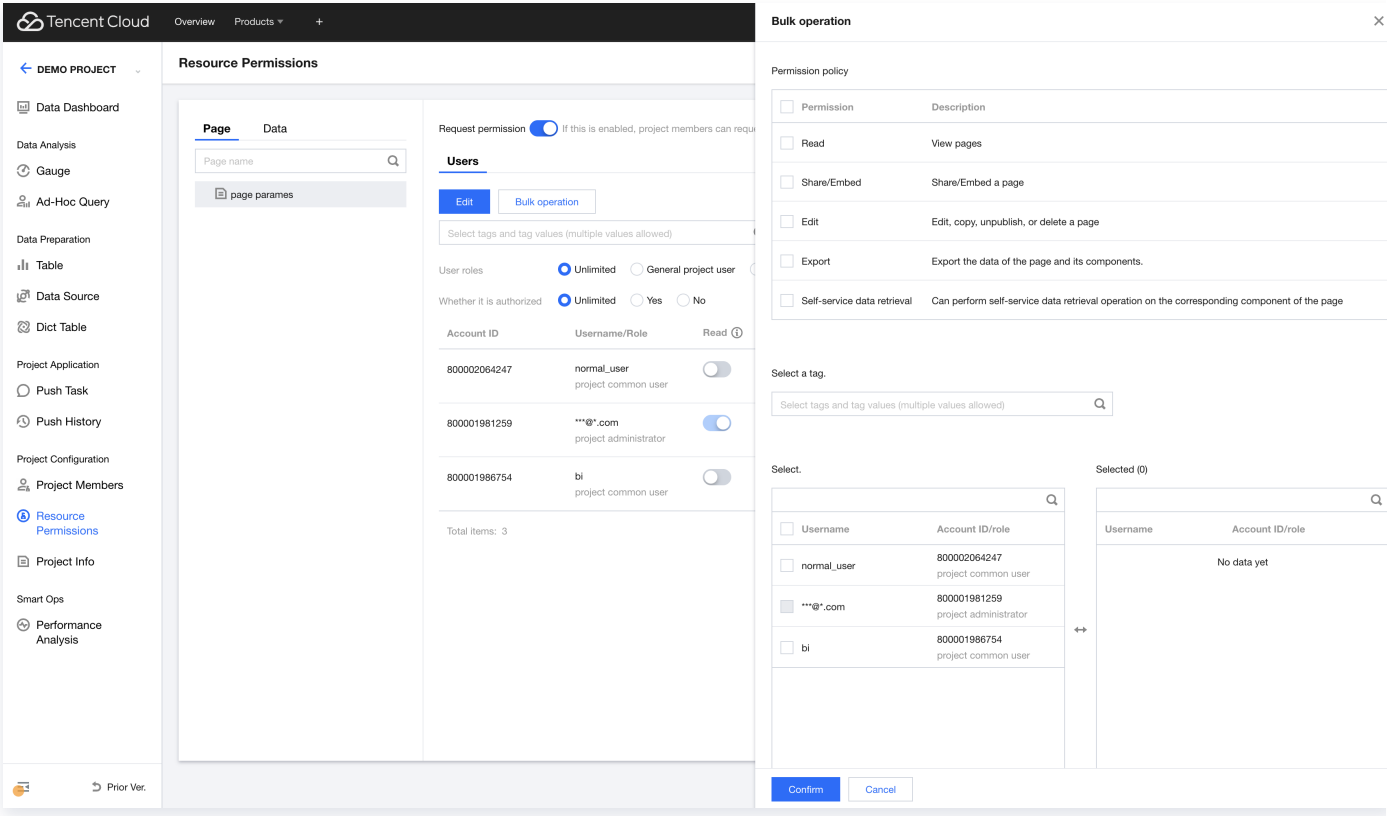 Tencent Cloud
Overview
Products
+
DEMO PROJECT
Data Dashboard
Data Analysis
Gauge
Ad-Hoc Query
Data Preparation
Table
Data Source
Dict Table
Project Application
Push Task
Push History
Project Configuration
Project Members
Resource
Permissions
Project Info
Smart Ops
Performance
Analysis
Prior Ver.
Resource Permissions
Page
Data
Page name
page parames
Request permission
If this is enabled, project members can requ
Users
Edit
Bulk operation
Select tags and tag values (multiple values allowed)
User roles
Unlimited
General project user
Whether it is authorized
Unlimited
Yes
No
Account ID
Username/Role
Read
800002064247
normal_user
project common user
800001981259
***@*.com
project administrator
800001986754
bi
project common user
Total items: 3
Bulk operation
Permission policy
Permission
Description
Read
View pages
Share/Embed
Share/Embed a page
Edit
Edit, copy, unpublish, or delete a page
Export
Export the data of the page and its components.
Self-service data retrieval
Can perform self-service data retrieval operation on the corresponding component of the page
Select a tag.
Select tags and tag values (multiple values allowed)
Select.
Username
Account ID/role
normal_user
800002064247
project common user
***@*.com
800001981259
project administrator
bi
800001986754
project common user
Selected (0)
Username
Account ID/role
No data yet
Confirm
Cancel